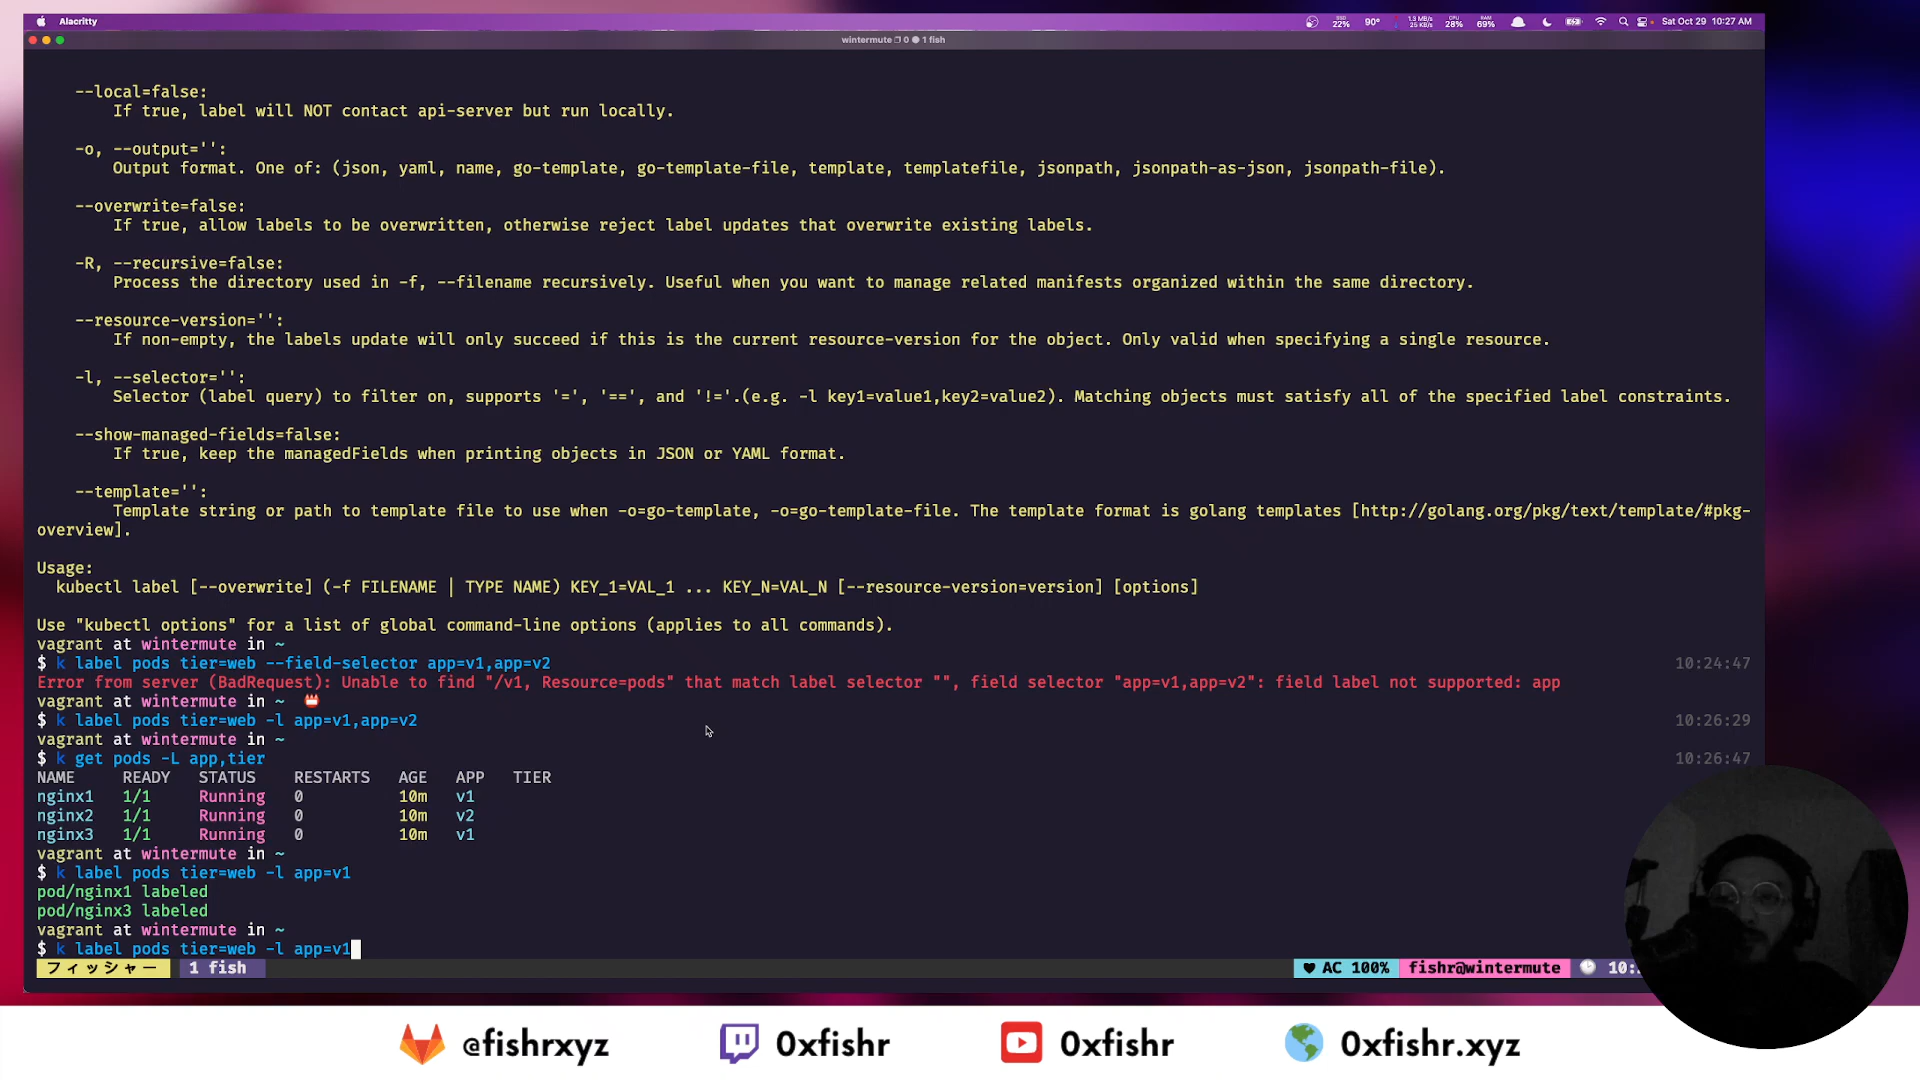 Alacritty
SSD 22% 90° 1.3 MB/s 25 KB/s CPU 28% RAM 69% Sat Oct 29 10:27 AM
wintermute 0 1 fish
--local=false:
If true, label will NOT contact api-server but run locally.
-o, --output='':
Output format. One of: (json, yaml, name, go-template, go-template-file, template, templatefile, jsonpath, jsonpath-as-json, jsonpath-file).
--overwrite=false:
If true, allow labels to be overwritten, otherwise reject label updates that overwrite existing labels.
-R, --recursive=false:
Process the directory used in -f, --filename recursively. Useful when you want to manage related manifests organized within the same directory.
--resource-version='':
If non-empty, the labels update will only succeed if this is the current resource-version for the object. Only valid when specifying a single resource.
-l, --selector='':
Selector (label query) to filter on, supports '=', '==', and '!='.(e.g. -l key1=value1,key2=value2). Matching objects must satisfy all of the specified label constraints.
--show-managed-fields=false:
If true, keep the managedFields when printing objects in JSON or YAML format.
--template='':
Template string or path to template file to use when -o=go-template, -o=go-template-file. The template format is golang templates [http://golang.org/pkg/text/template/#pkg-
overview].
Usage:
kubectl label [--overwrite] (-f FILENAME | TYPE NAME) KEY_1=VAL_1 ... KEY_N=VAL_N [--resource-version=version] [options]
Use "kubectl options" for a list of global command-line options (applies to all commands).
vagrant at wintermute in ~
$ k label pods tier=web --field-selector app=v1,app=v2 10:24:47
Error from server (BadRequest): Unable to find "/v1, Resource=pods" that match label selector "", field selector "app=v1,app=v2": field label not supported: app
vagrant at wintermute in ~
$ k label pods tier=web -l app=v1,app=v2 10:26:29
vagrant at wintermute in ~
$ k get pods -L app,tier 10:26:47
NAME READY STATUS RESTARTS AGE APP TIER
nginx1 1/1 Running 0 10m v1
nginx2 1/1 Running 0 10m v2
nginx3 1/1 Running 0 10m v1
vagrant at wintermute in ~
$ k label pods tier=web -l app=v1
pod/nginx1 labeled
pod/nginx3 labeled
vagrant at wintermute in ~
$ k label pods tier=web -l app=v1
フィッシャー 1 fish ♥ AC 100% fishr@wintermute 10:
@fishrxyz 0xfishr 0xfishr 0xfishr.xyz